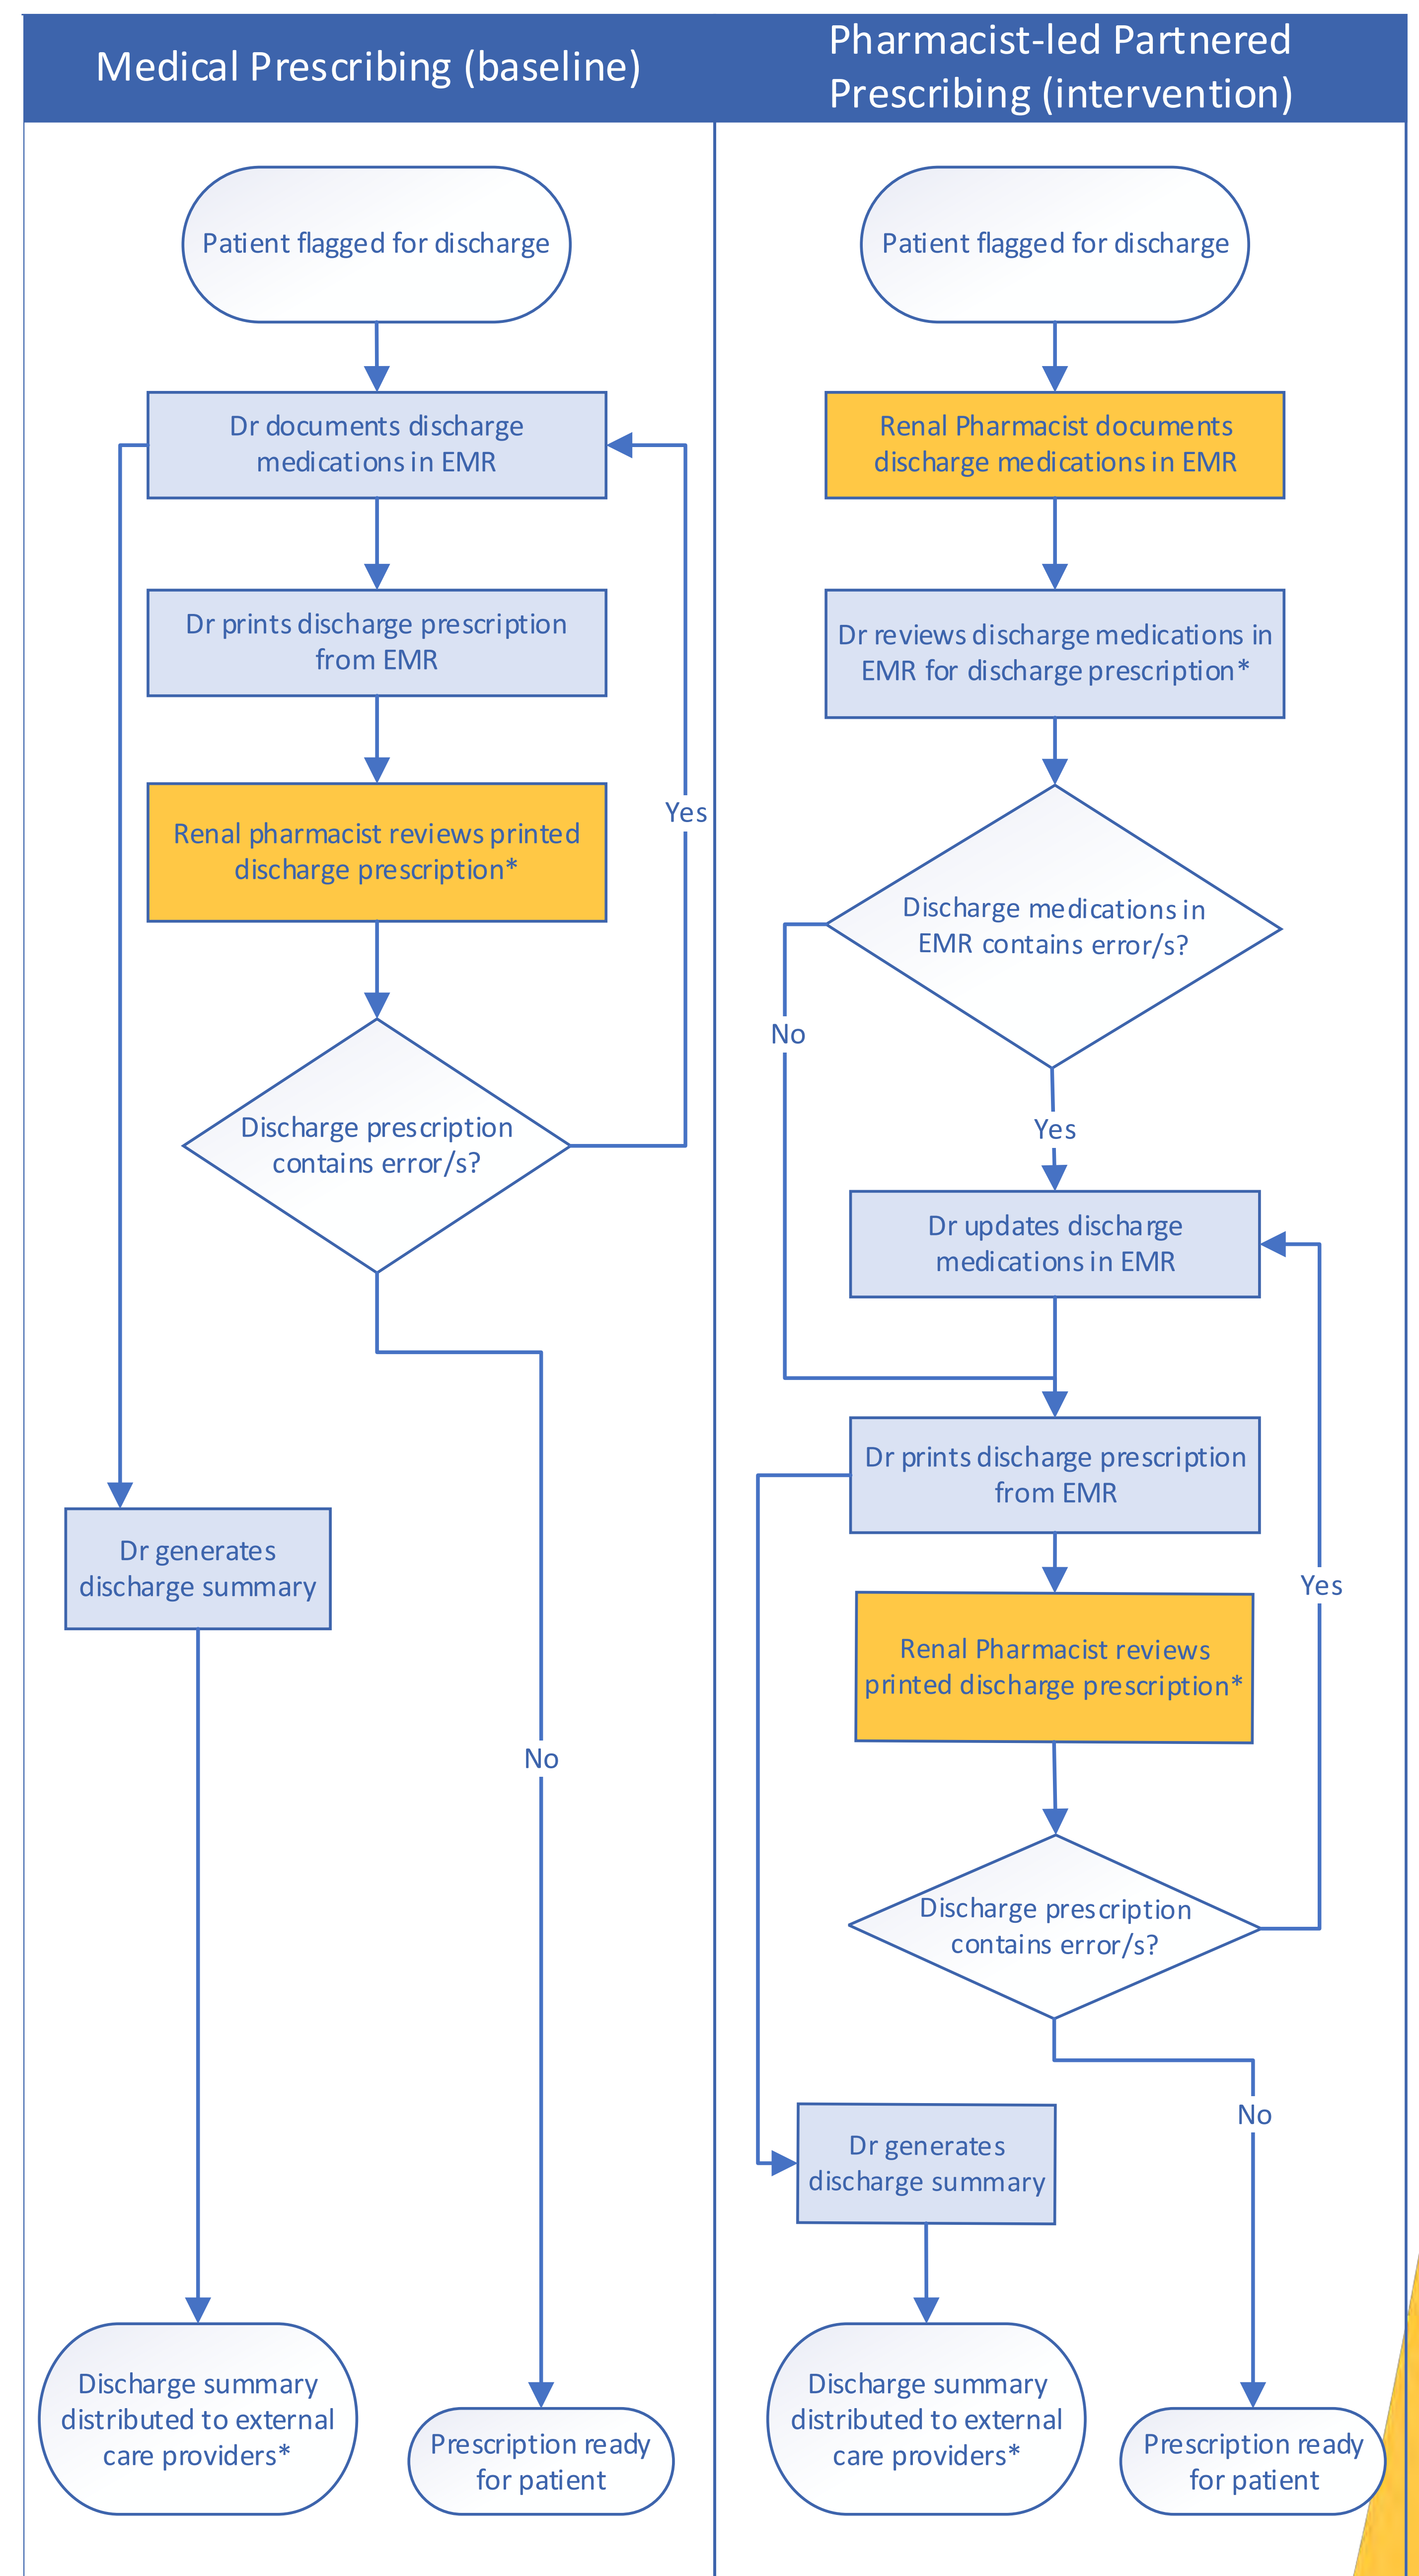 Medical Prescribing (baseline)
Patient flagged for discharge
Dr documents discharge
medications in EMR
Dr prints discharge prescription
from EMR
Renal pharmacist reviews printed
discharge prescription*
Yes
Discharge prescription
contains error/s?
Dr generates
discharge summary
No
Discharge summary
distributed to external
care providers*
Prescription ready
for patient
Pharmacist-led Partnered
Prescribing (intervention)
Patient flagged for discharge
Renal Pharmacist documents
discharge medications in EMR
Dr reviews discharge medications in
EMR for discharge prescription*
Discharge medications in
EMR contains error/s?
No
Yes
Dr updates discharge
medications in EMR
Dr prints discharge prescription
from EMR
Yes
Renal Pharmacist reviews
printed discharge prescription*
Discharge prescription
contains error/s?
No
Dr generates
discharge summary
Discharge summary
distributed to external
care providers*
Prescription ready
for patient